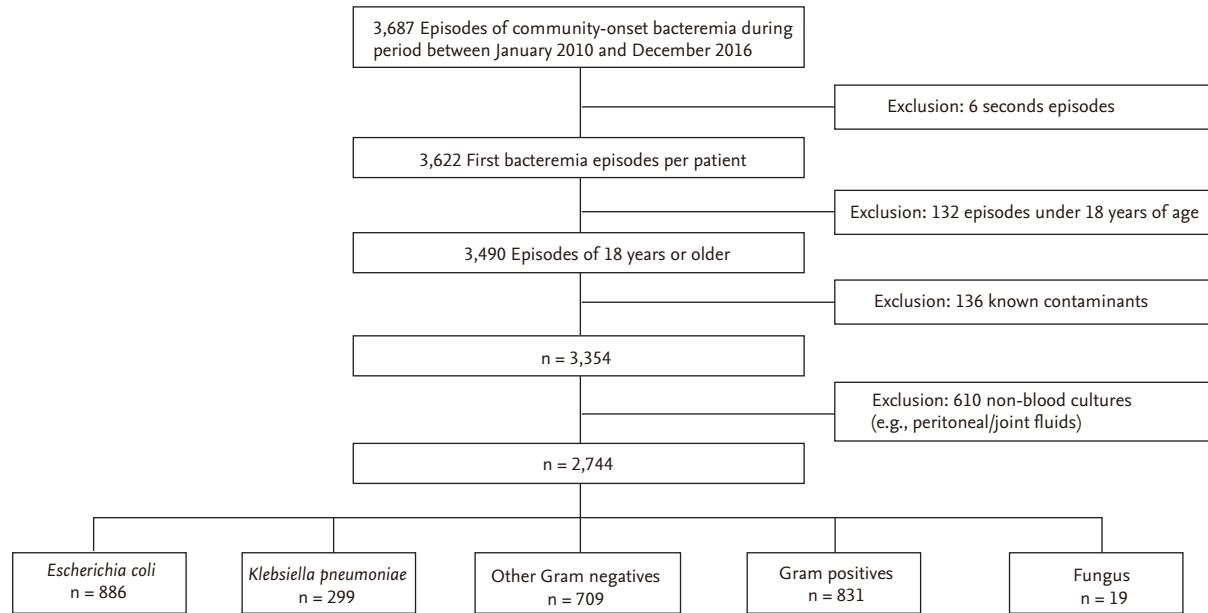 3,687 Episodes of community-onset bacteremia during
period between January 2010 and December 2016
Exclusion: 6 seconds episodes
3,622 First bacteremia episodes per patient
Exclusion: 132 episodes under 18 years of age
3,490 Episodes of 18 years or older
Exclusion: 136 known contaminants
n = 3,354
Exclusion: 610 non-blood cultures
(e.g., peritoneal/joint fluids)
n = 2,744
Escherichia coli
n = 886
Klebsiella pneumoniae
n = 299
Other Gram negatives
n = 709
Gram positives
n = 831
Fungus
n = 19